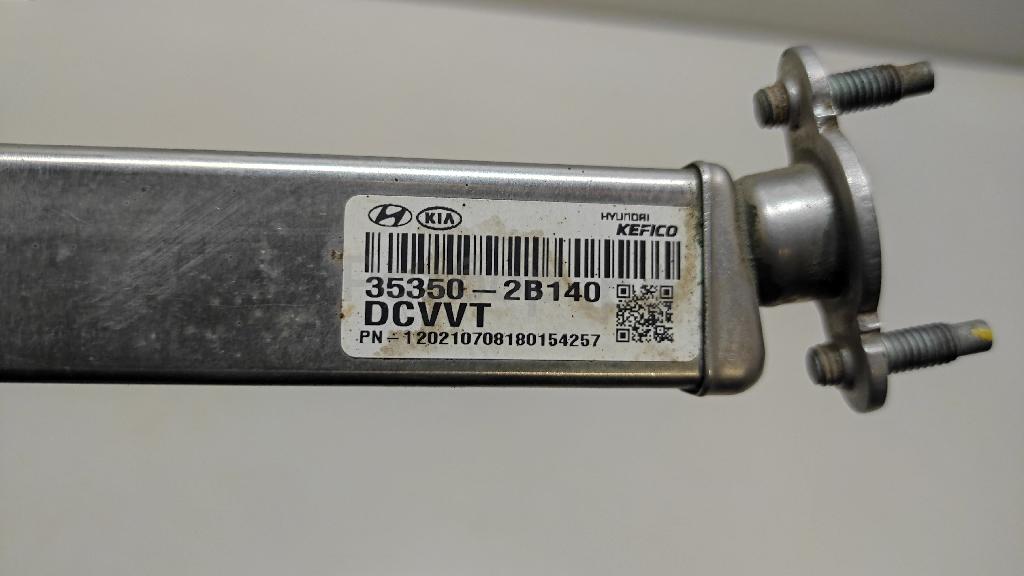 KIA
HYUNDAI
KEFICO
35350-2B140
DCVVT
PN-120210708180154257